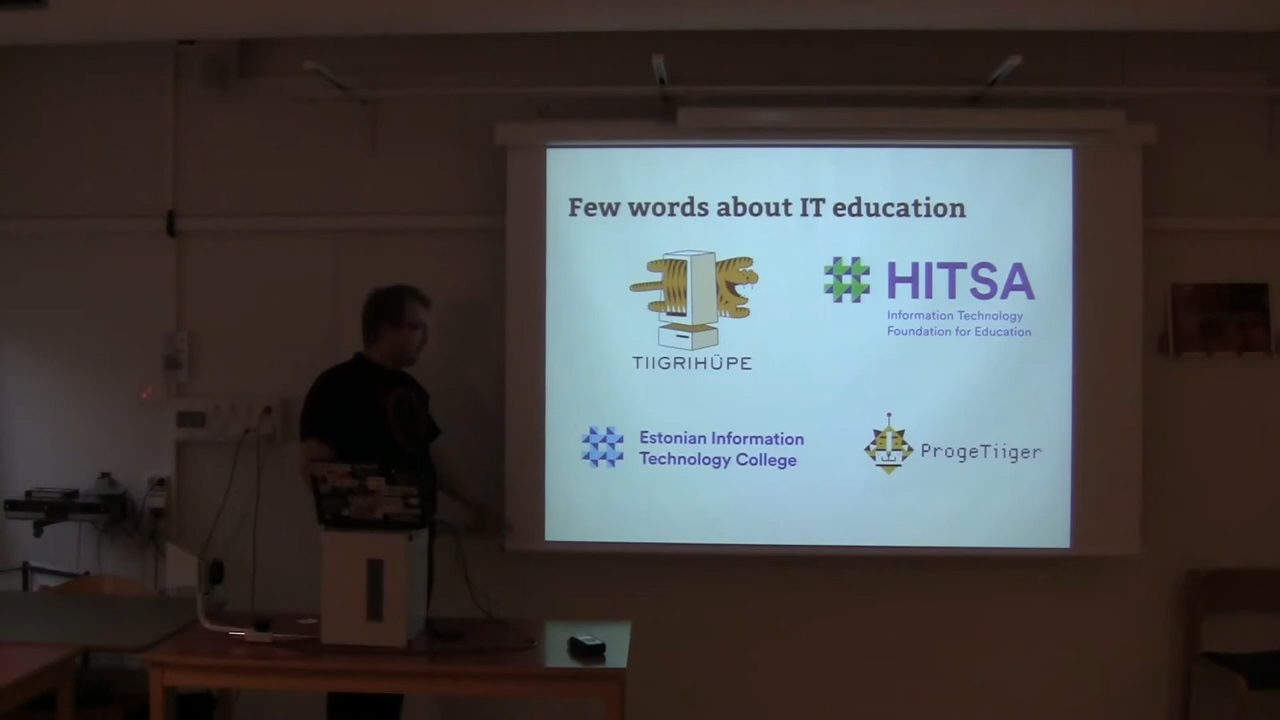 Few words about IT education
TIIGRIHÜPE
HITSA
Information Technology
Foundation for Education
Estonian Information
Technology College
ProgeTiiger